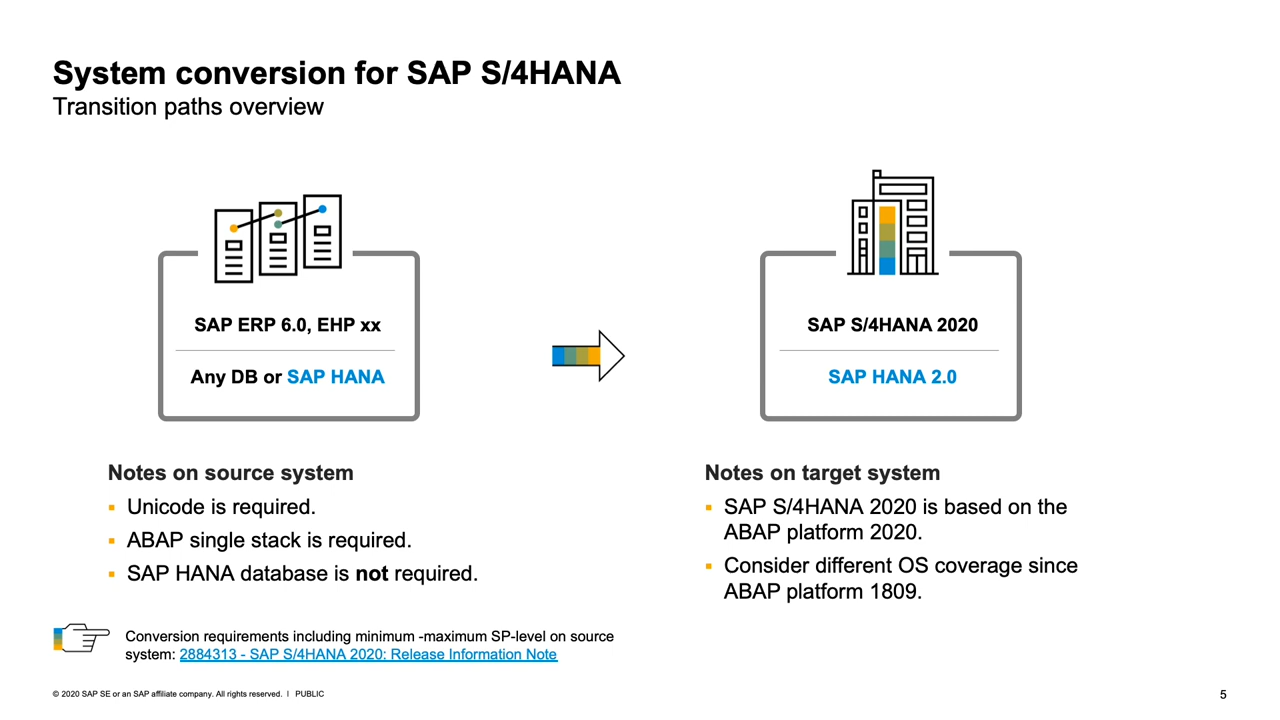 System conversion for SAP S/4HANA
Transition paths overview
SAP ERP 6.0, EHP xx
Any DB or SAP HANA
SAP S/4HANA 2020
SAP HANA 2.0
Notes on source system
Unicode is required.
ABAP single stack is required.
SAP HANA database is not required.
Notes on target system
SAP S/4HANA 2020 is based on the
ABAP platform 2020.
Consider different OS coverage since
ABAP platform 1809.
Conversion requirements including minimum -maximum SP-level on source
system: 2884313 - SAP S/4HANA 2020: Release Information Note
© 2020 SAP SE or an SAP affiliate company. All rights reserved. | PUBLIC
5